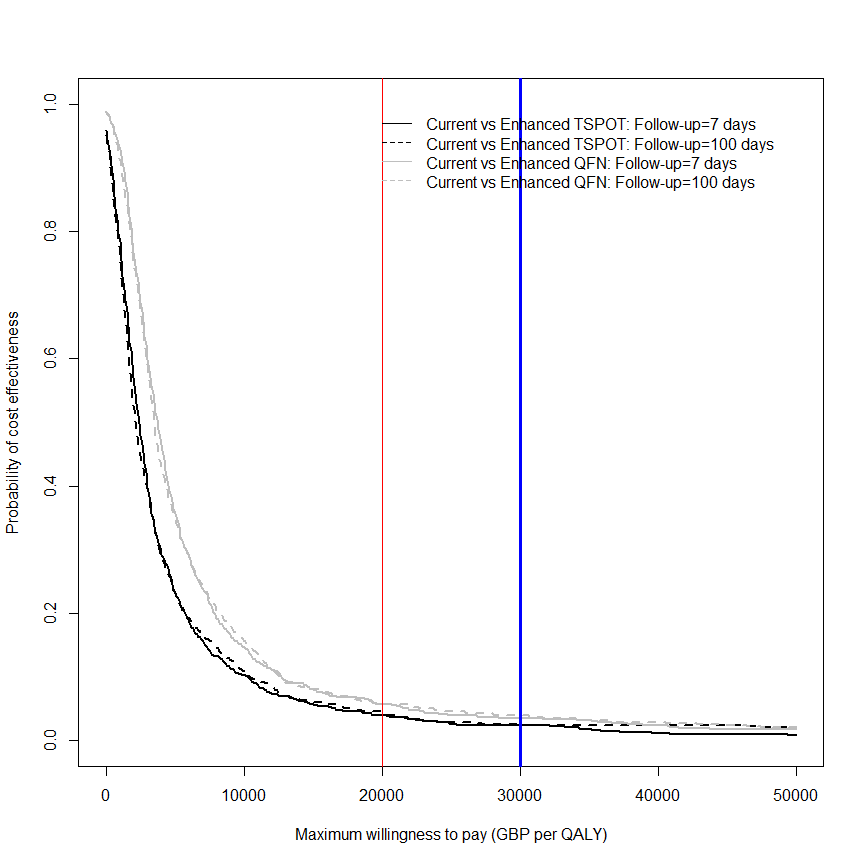 Current vs Enhanced TSPOT: Follow-up=7 days
Current vs Enhanced TSPOT: Follow-up=100 days
Current vs Enhanced QFN: Follow-up=7 days
Current vs Enhanced QFN: Follow-up=100 days
Probability of cost effectiveness
1.0
0.8
0.6
0.4
0.2
0.0
0 10000 20000 30000 40000 50000
Maximum willingness to pay (GBP per QALY)